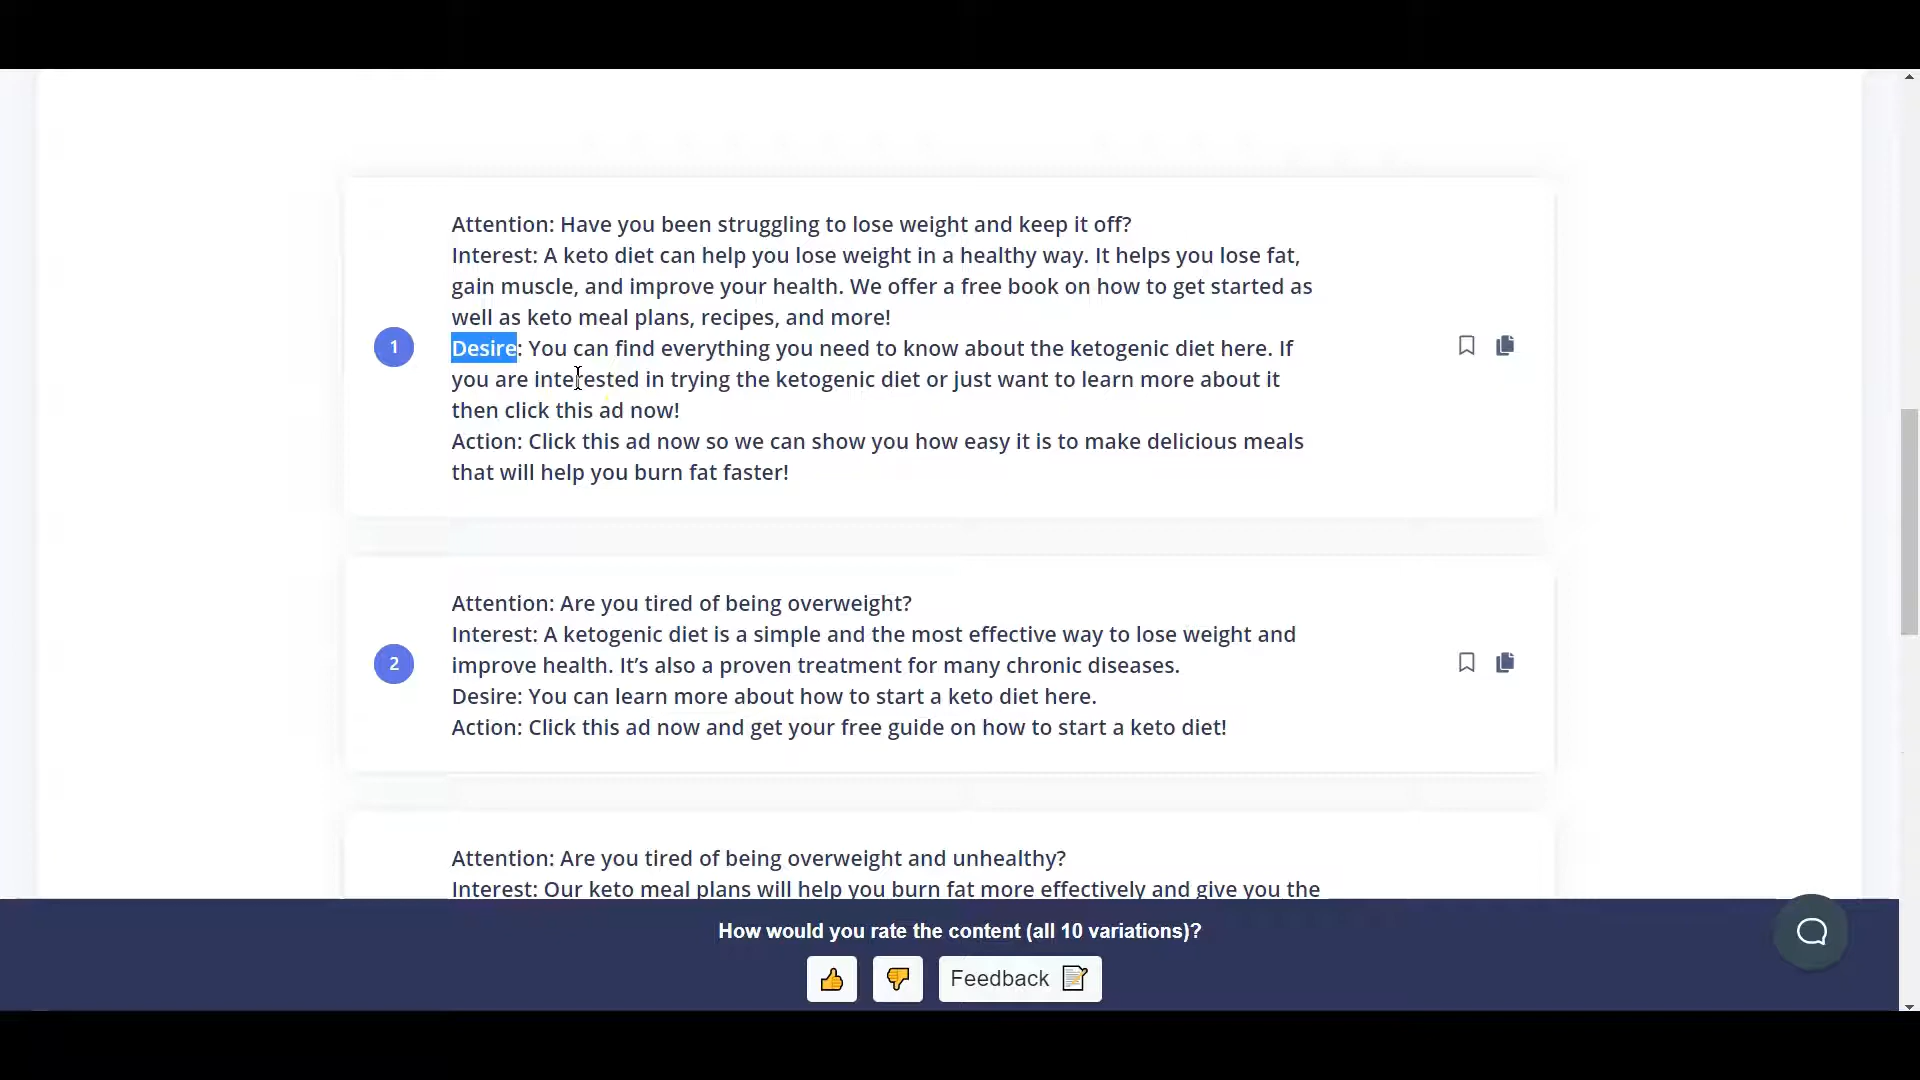 Attention: Have you been struggling to lose weight and keep it off?
Interest: A keto diet can help you lose weight in a healthy way. It helps you lose fat,
gain muscle, and improve your health. We offer a free book on how to get started as
well as keto meal plans, recipes, and more!
1
Desire: You can find everything you need to know about the ketogenic diet here. If
you are interested in trying the ketogenic diet or just want to learn more about it
then click this ad now!
Action: Click this ad now so we can show you how easy it is to make delicious meals
that will help you burn fat faster!
Attention: Are you tired of being overweight?
Interest: A ketogenic diet is a simple and the most effective way to lose weight and
2
improve health. It’s also a proven treatment for many chronic diseases.
Desire: You can learn more about how to start a keto diet here.
Action: Click this ad now and get your free guide on how to start a keto diet!
Attention: Are you tired of being overweight and unhealthy?
Interest: Our keto meal plans will help you burn fat more effectively and give you the
How would you rate the content (all 10 variations)?
Feedback